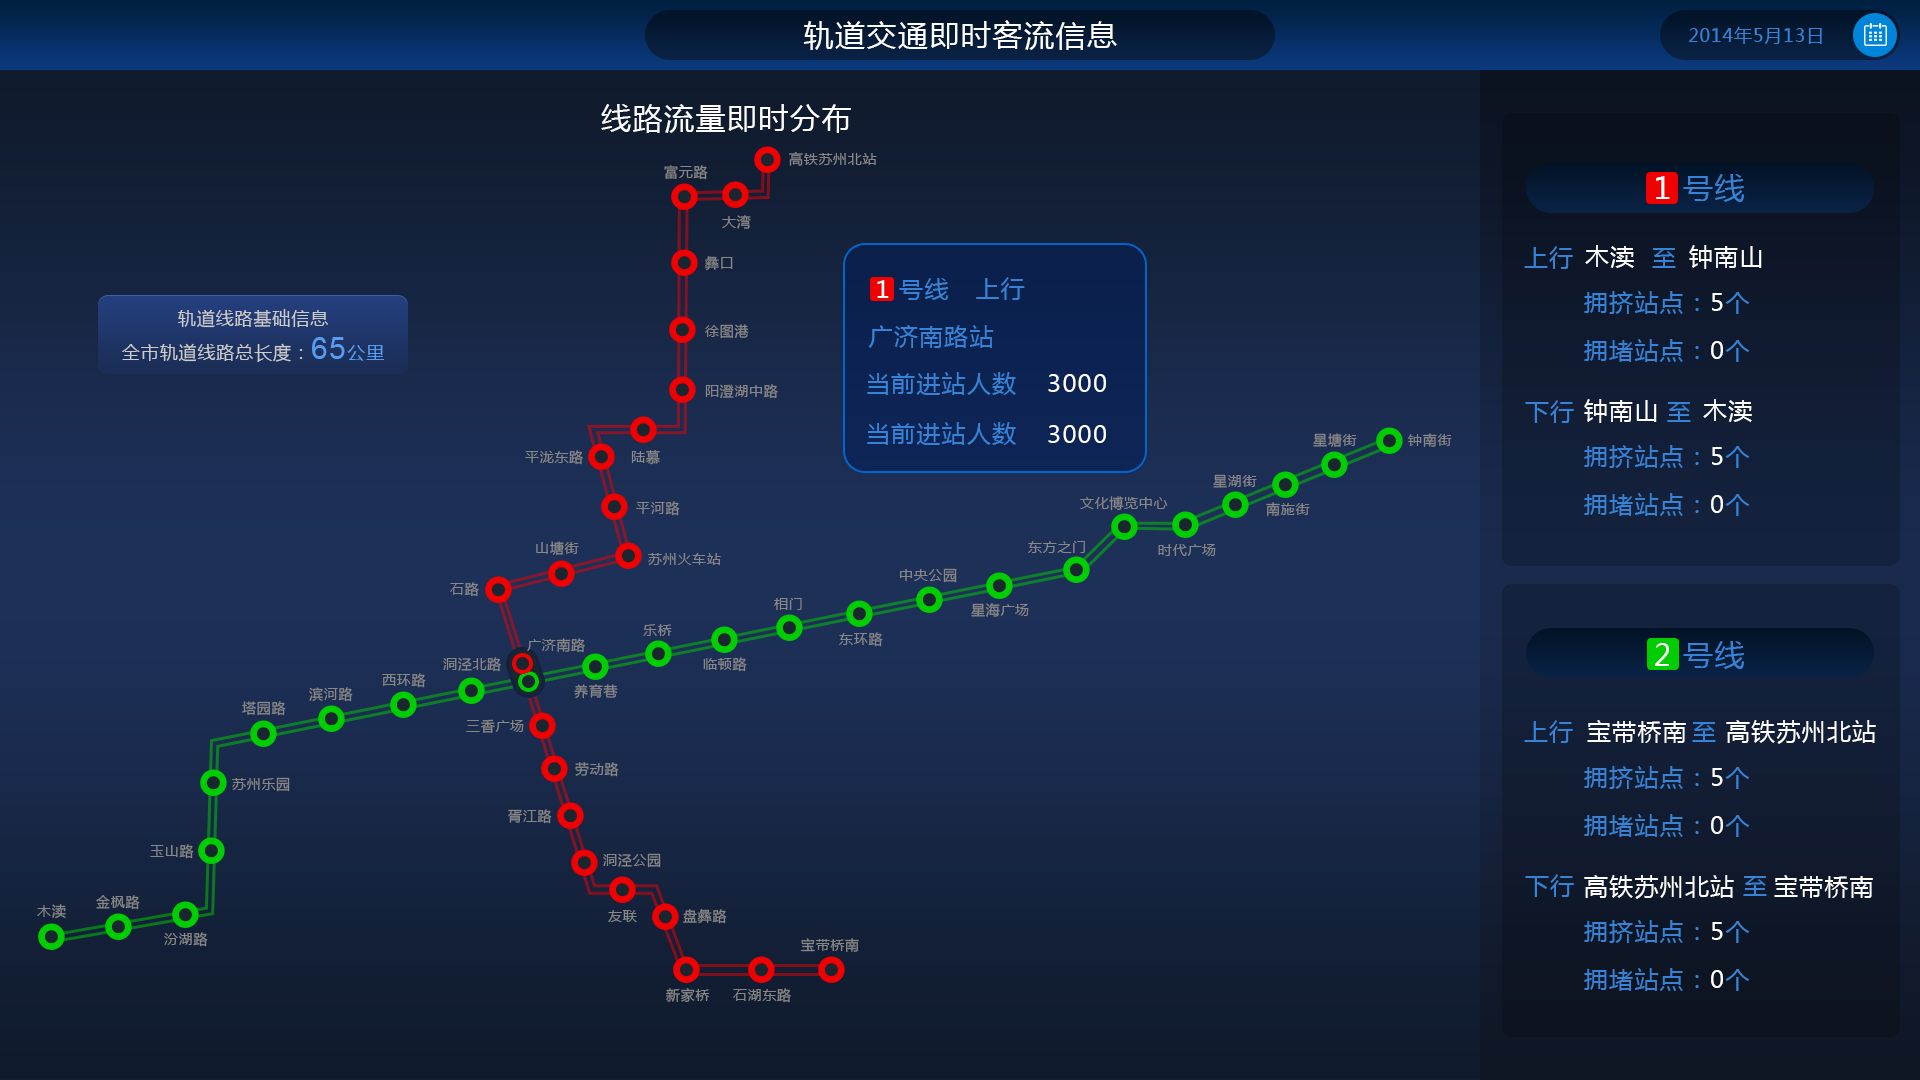 轨道交通即时客流信息
2014年5月13日
线路流量即时分布
高铁苏州北站
富元路
大湾
彝口
徐图港
阳澄湖中路
陆慕
平泷东路
平河路
山塘街
苏州火车站
石路
广济南路
轨道线路基础信息
全市轨道线路总长度：65公里
1号线 上行
广济南路站
当前进站人数 3000
当前进站人数 3000
钟南街
星塘街
南施街
星湖街
时代广场
文化博览中心
东方之门
星海广场
中央公园
东环路
相门
临顿路
乐桥
养育巷
洞泾北路
西环路
滨河路
塔园路
苏州乐园
玉山路
汾湖路
金枫路
木渎
三香广场
劳动路
胥江路
洞泾公园
友联
盘彝路
新家桥
石湖东路
宝带桥南
1号线
上行 木渎 至 钟南山
拥挤站点：5个
拥堵站点：0个
下行 钟南山 至 木渎
拥挤站点：5个
拥堵站点：0个
2号线
上行 宝带桥南 至 高铁苏州北站
拥挤站点：5个
拥堵站点：0个
下行 高铁苏州北站 至 宝带桥南
拥挤站点：5个
拥堵站点：0个